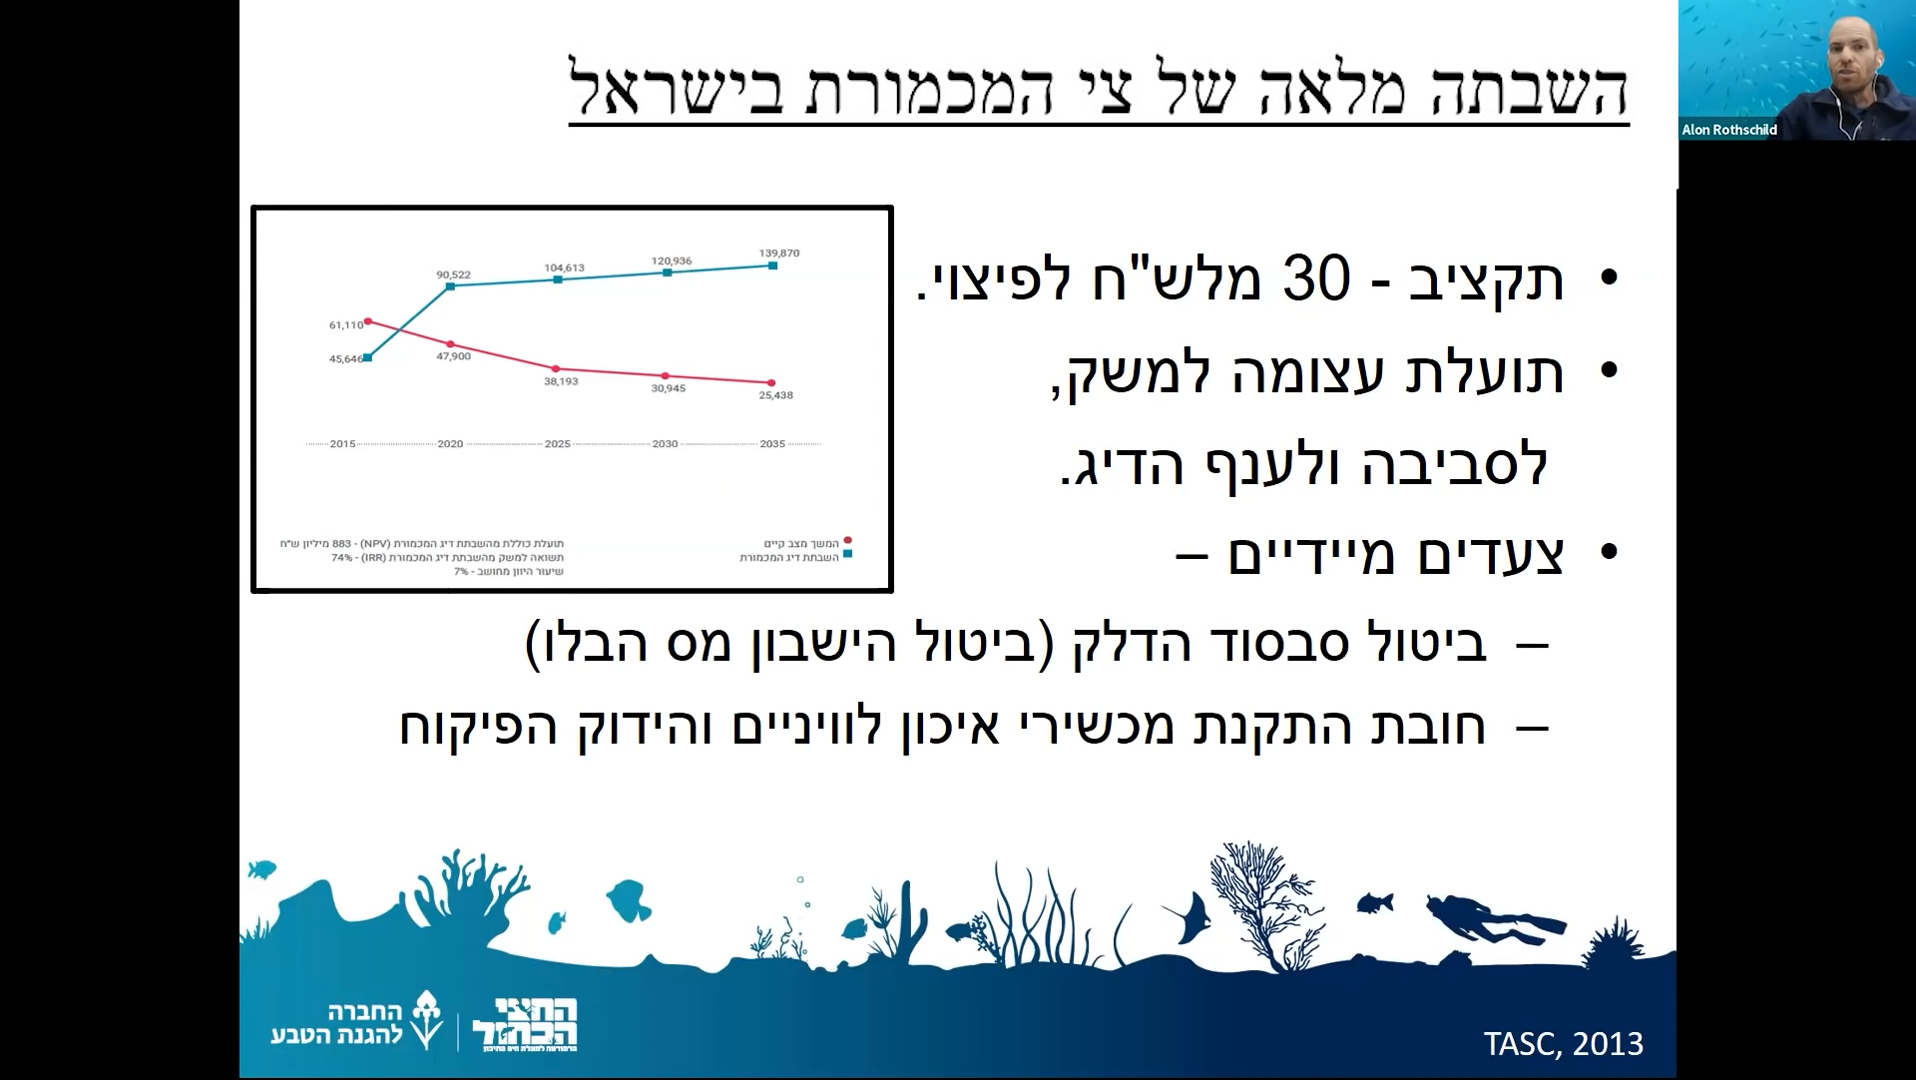 השבתה מלאה של צי המכמורת בישראל
Alon Rothschild
• תקציב - 30 מלש"ח לפיצוי.
• תועלת עצומה למשק,
לסביבה ולענף הדיג.
• צעדים מיידיים –
– ביטול סבסוד הדלק (ביטול הישבון מס הבלו)
– חובת התקנת מכשירי איכון לוויניים והידוק הפיקוח
139,870
120,936
104,613
90,522
61,110
45,646
47,900
38,193
30,945
25,438
2015 2020 2025 2030 2035
המשך מצב קיים
השבתת דיג המכמורת
תועלת כוללת מהשבתת דיג המכמורת (NPV) - 883 מיליון ש"ח
תשואה למשק מהשבתת דיג המכמורת (IRR) - 74%
שיעור היוון מחושב - 7%
החברה
להגנת הטבע
החצי
הכחול
TASC, 2013